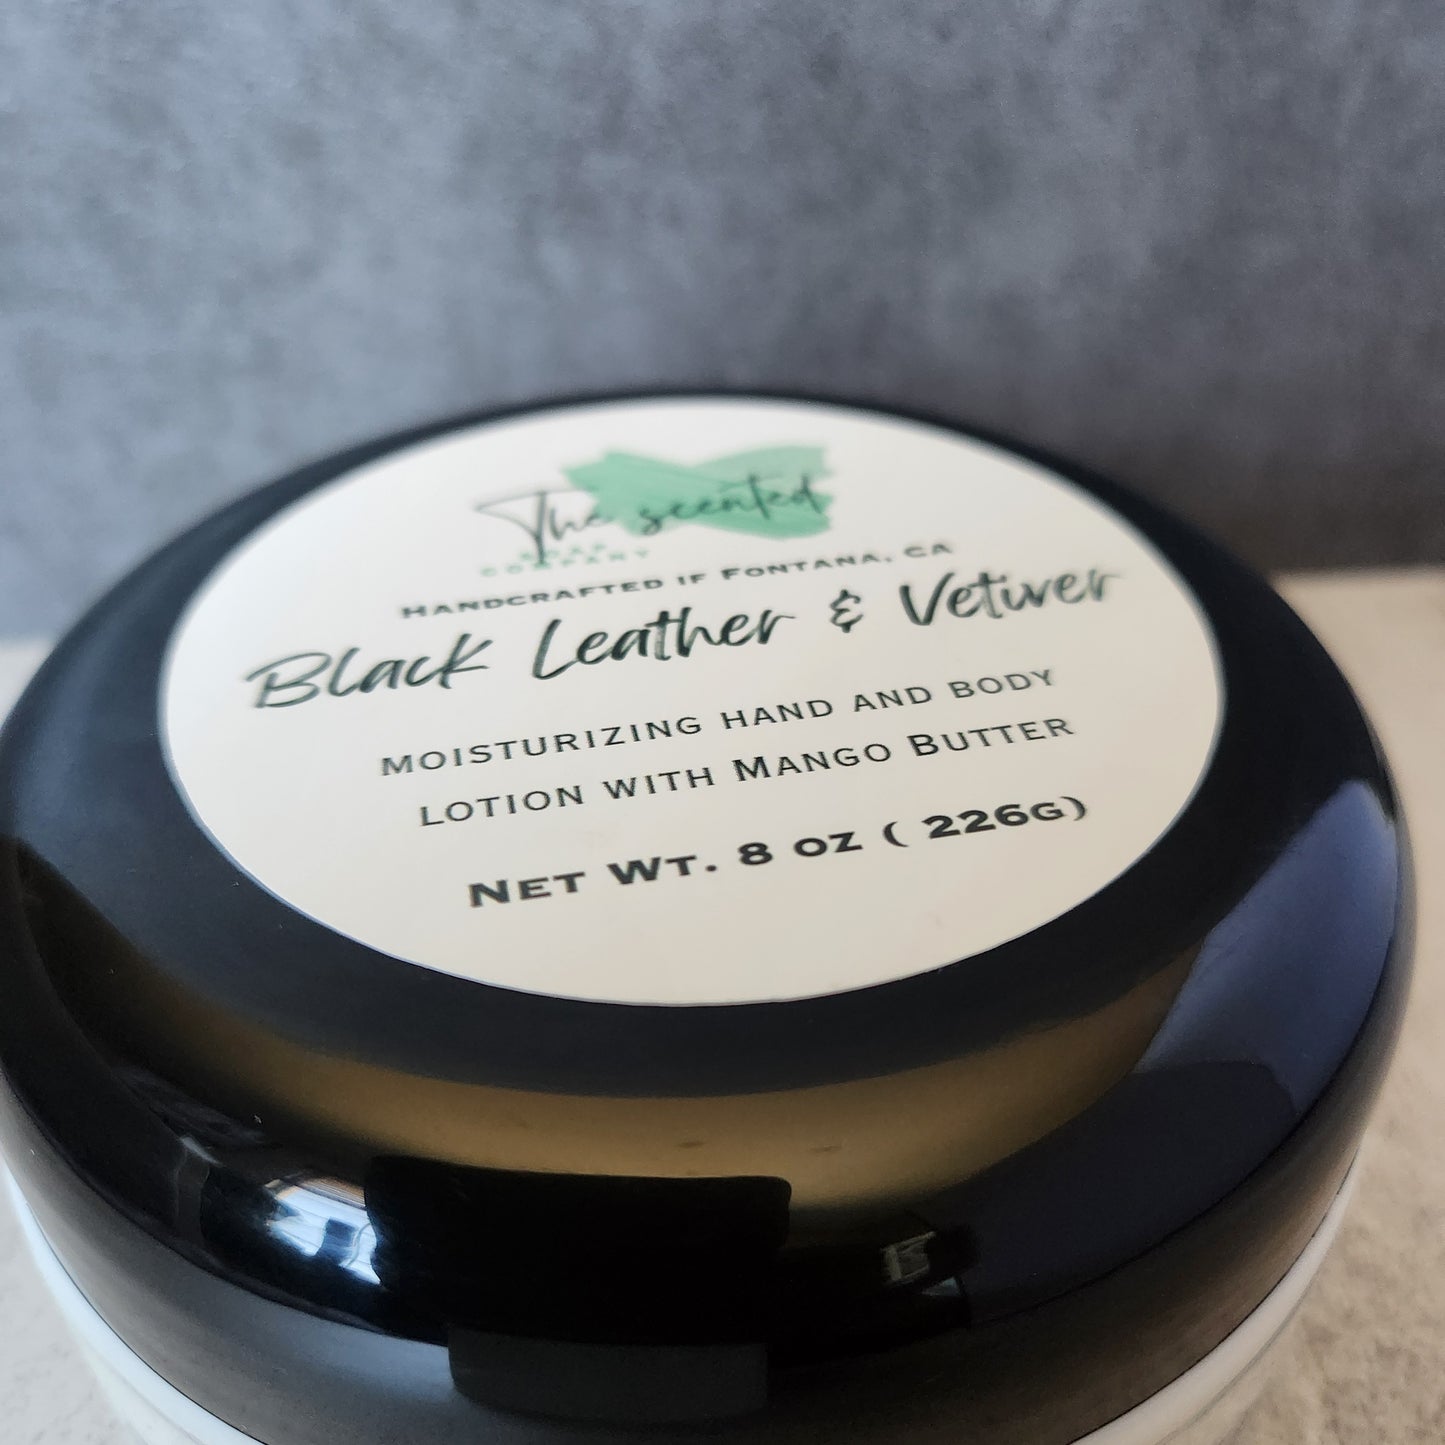 The scented
COMPANY
HANDCRAFTED IF FONTANA, CA
Black Leather & Vetiver
MOISTURIZING HAND AND BODY
LOTION WITH MANGO BUTTER
NET WT. 8 OZ ( 226G)